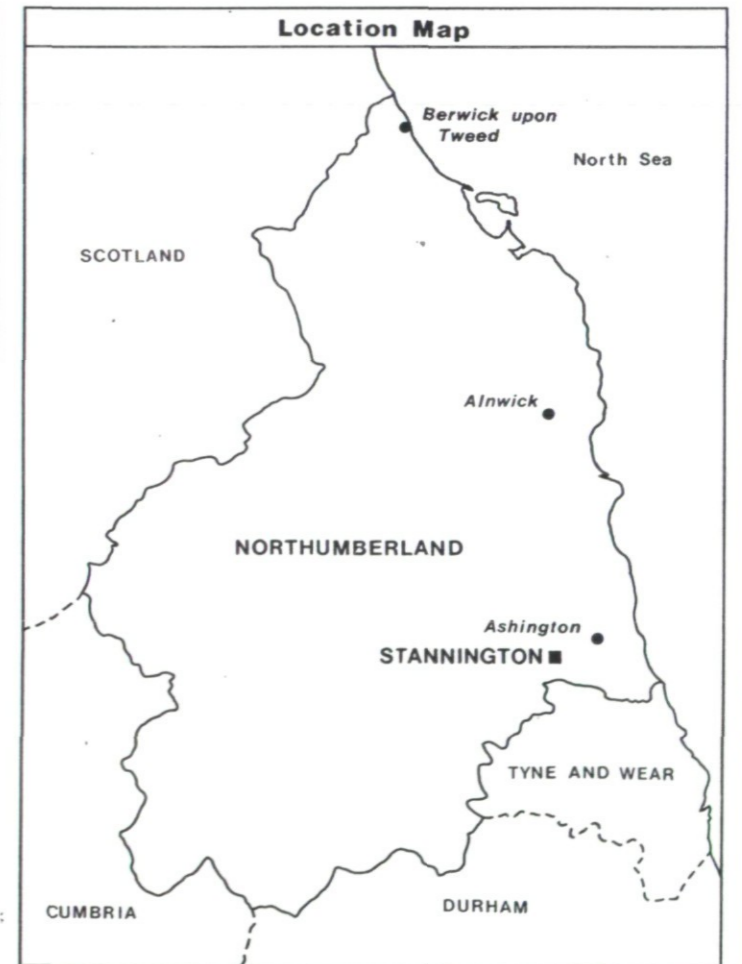 Location Map
Berwick upon
Tweed
North Sea
SCOTLAND
Alnwick
NORTHUMBERLAND
Ashington
STANNINGTON
TYNE AND WEAR
CUMBRIA
DURHAM